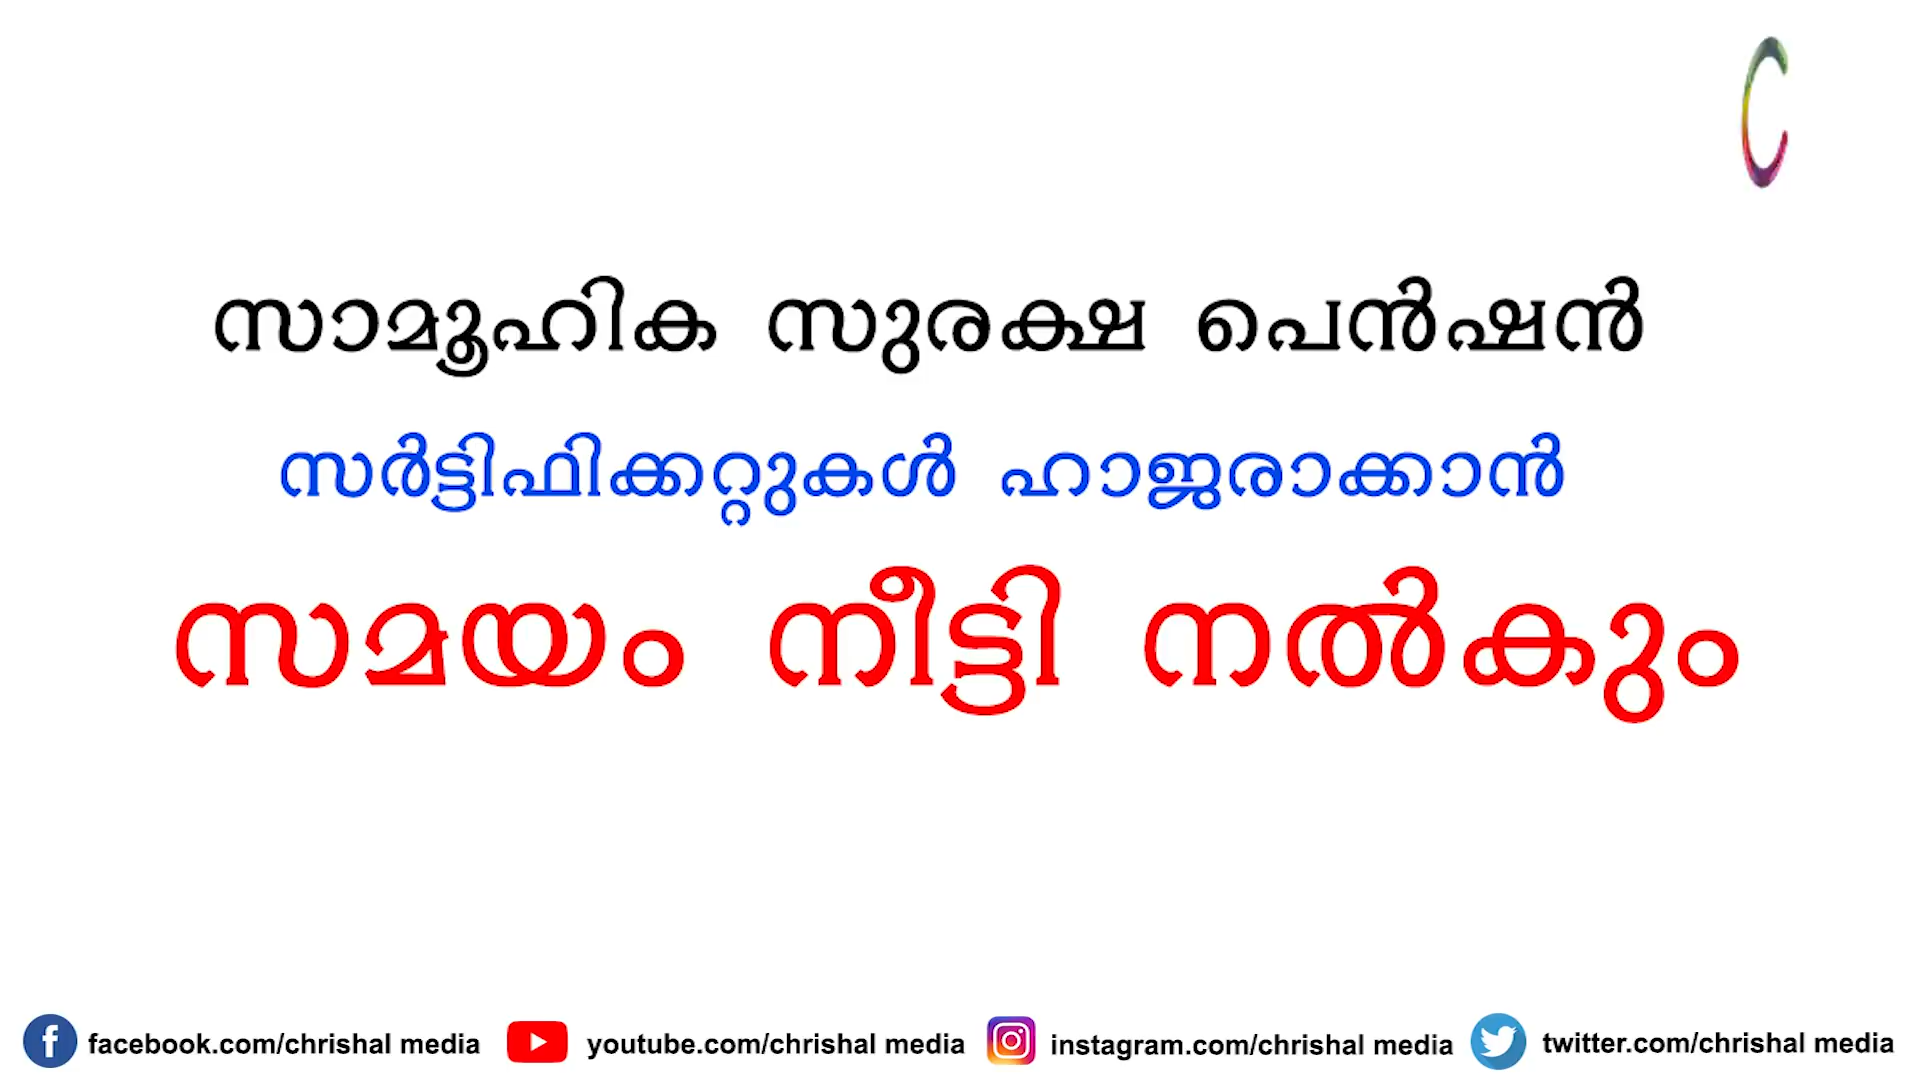 C
സാമൂഹിക സുരക്ഷ പെൻഷൻ
സർട്ടിഫിക്കറ്റുകൾ ഹാജരാക്കാൻ
സമയം നീട്ടി നൽകും
facebook.com/chrishal media youtube.com/chrishal media instagram.com/chrishal media twitter.com/chrishal media